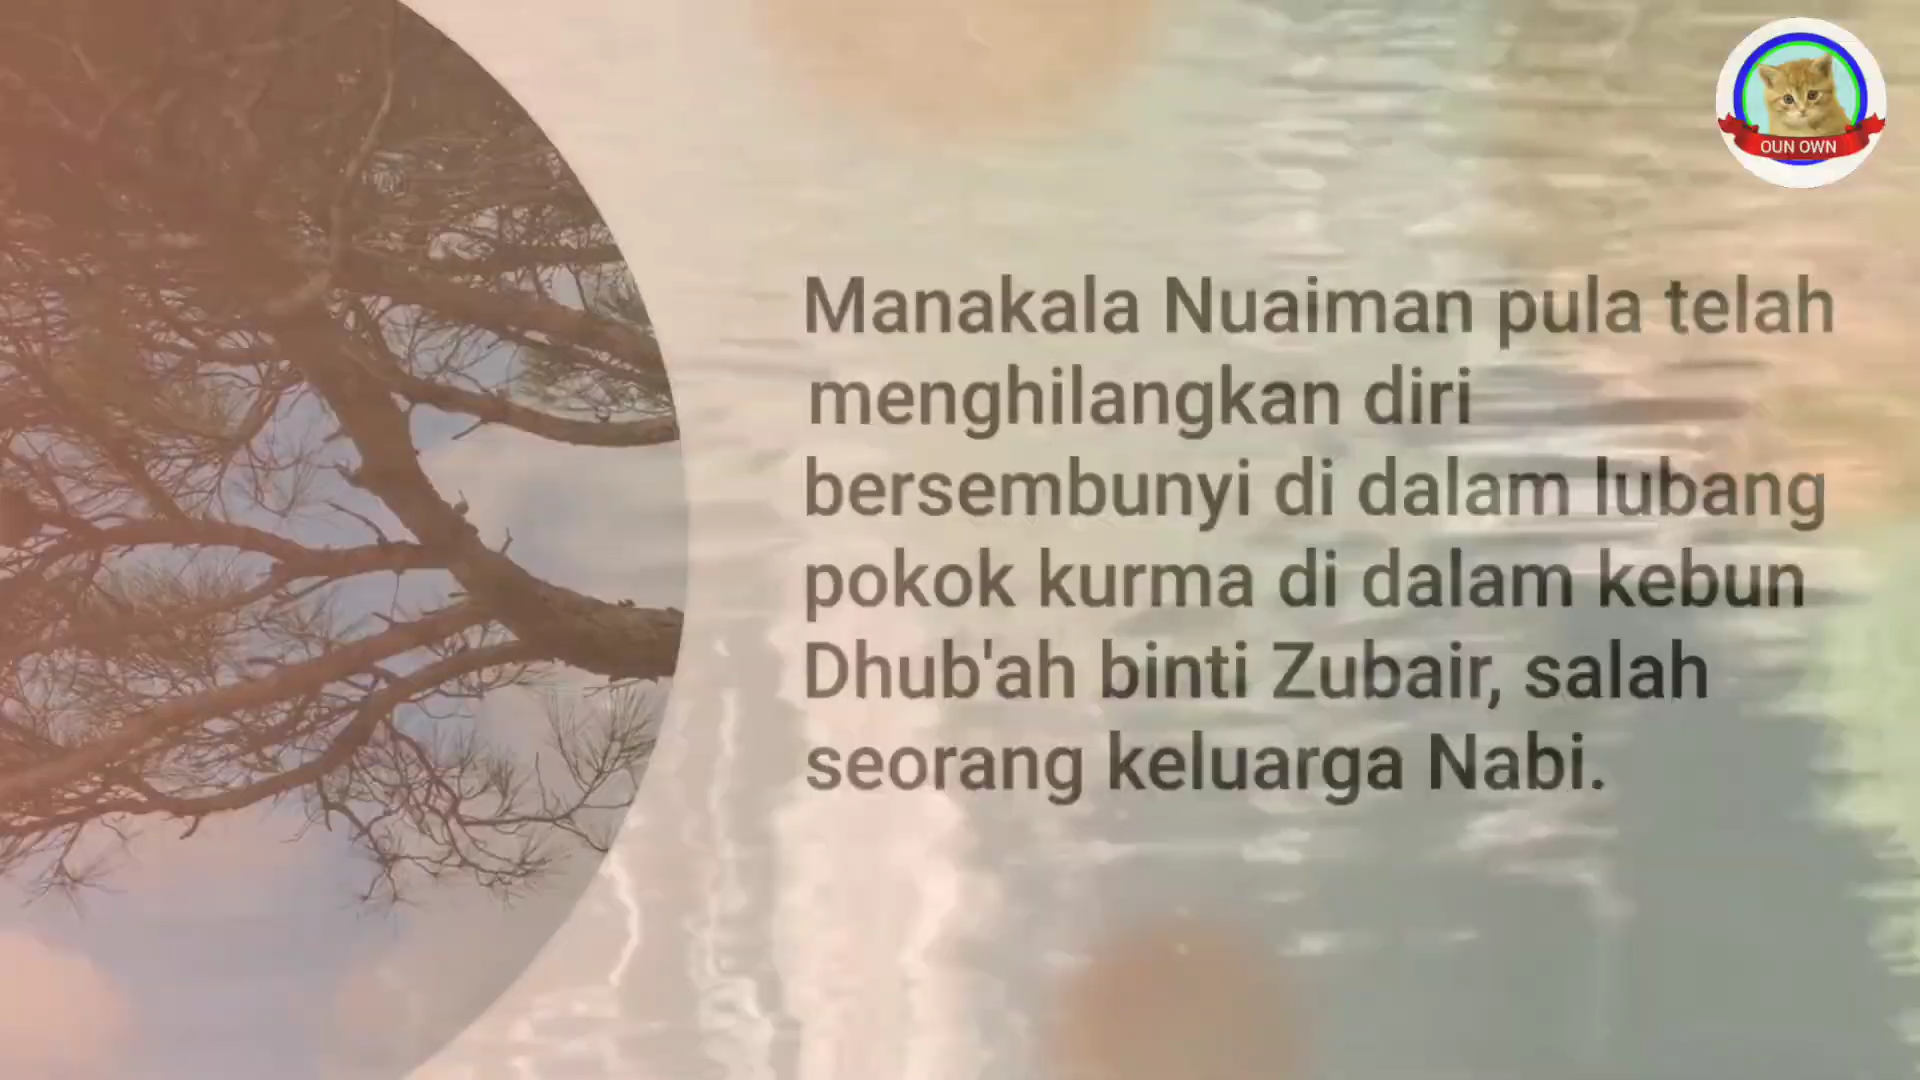 OUN OWN
Manakala Nuaiman pula telah
menghilangkan diri
bersembunyi di dalam lubang
pokok kurma di dalam kebun
Dhub'ah binti Zubair, salah
seorang keluarga Nabi.